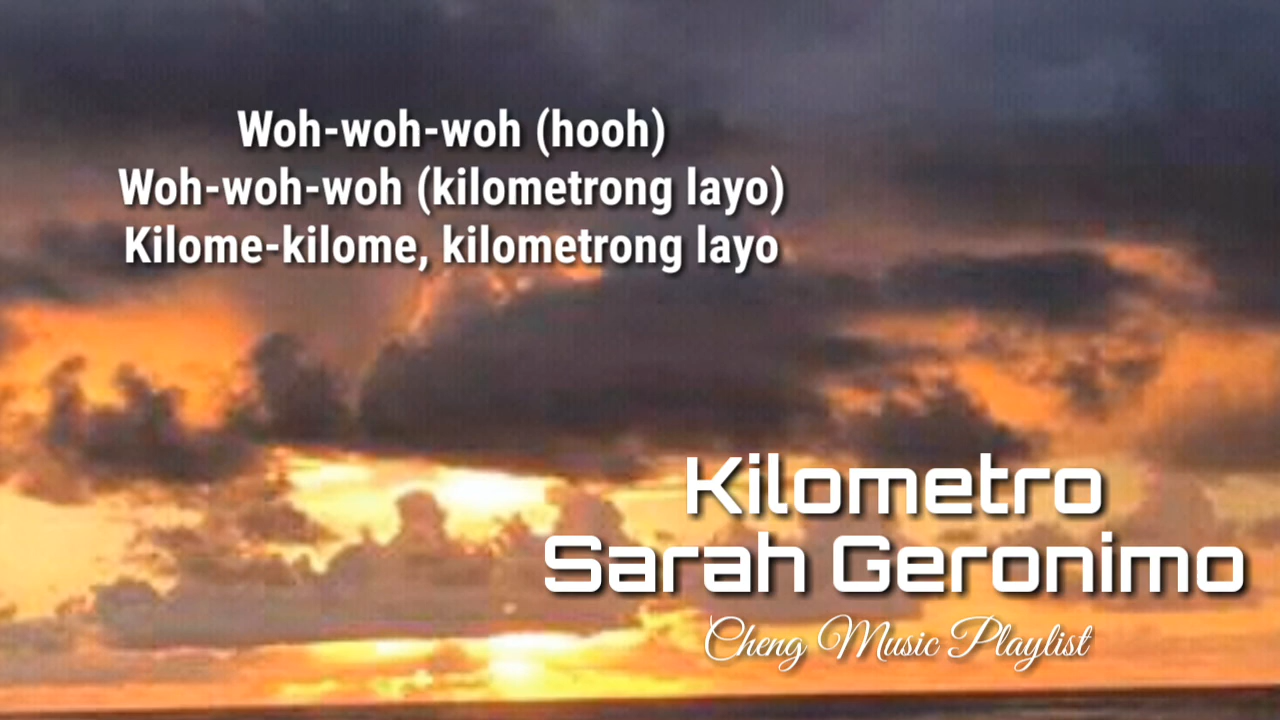 Woh-woh-woh (hooh)
Woh-woh-woh (kilometrong layo)
Kilome-kilome, kilometrong layo
Kilometro
Sarah Geronimo
Cheng Music Playlist